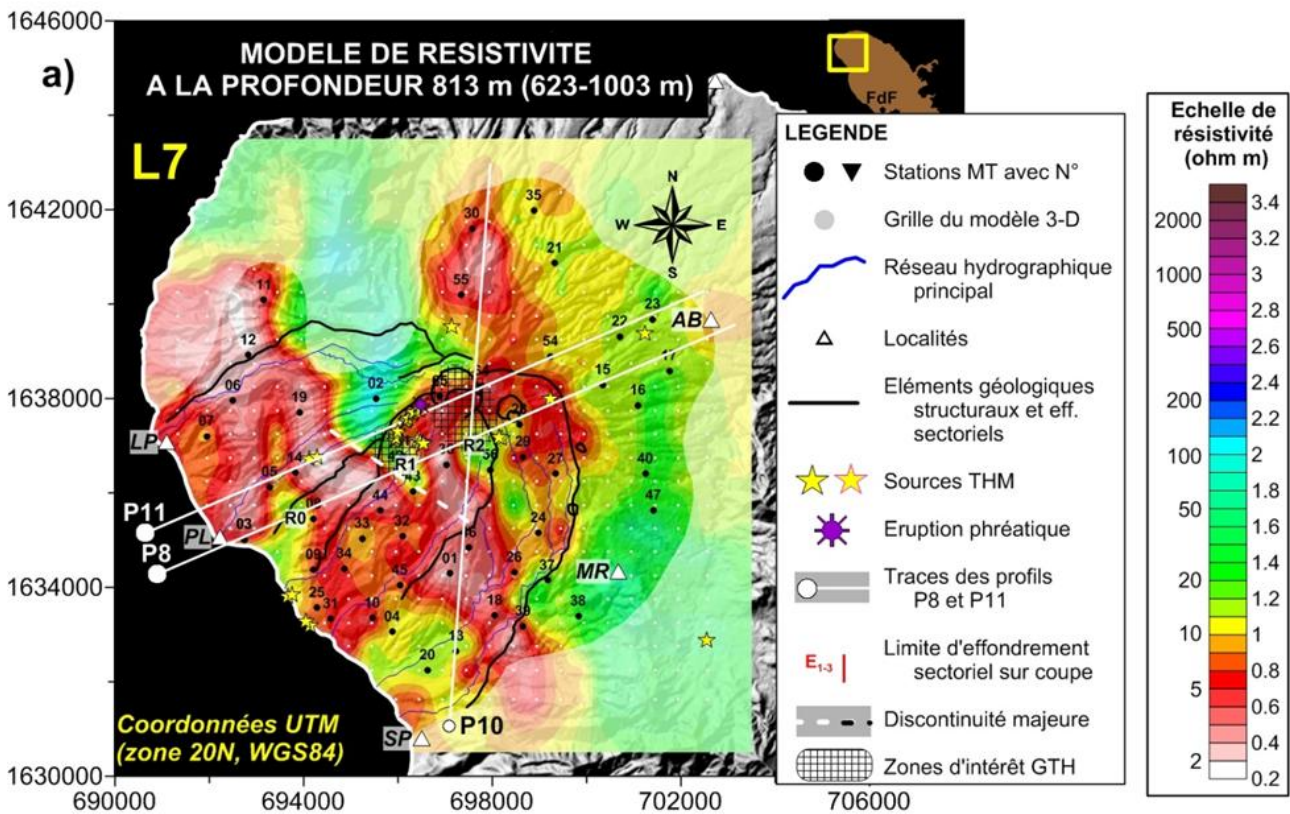 1646000
1642000
1638000
1634000
1630000
690000
694000
698000
702000
706000
a)
MODELE DE RESISTIVITE
A LA PROFONDEUR 813 m (623-1003 m)
L7
FdF
N
W
E
S
35
30
21
55
11
23
AB
22
12
54
17
15
06
02
16
19
07
LP
29
R2
R1
27
40
14
05
47
43
44
P11
R0
03
PL
33
32
24
P8
09
34
01
26
37
MR
45
25
31
10
18
39
38
04
13
20
P10
SP
Coordonnées UTM
(zone 20N, WGS84)
LEGENDE
Stations MT avec N°
Grille du modèle 3-D
Réseau hydrographique
principal
Localités
Eléments géologiques
structuraux et eff.
sectoriels
Sources THM
Eruption phréatique
Traces des profils
P8 et P11
E1-3
Limite d'effondrement
sectoriel sur coupe
Discontinuité majeure
Zones d'intérêt GTH
Echelle de
résistivité
(ohm m)
3.4
2000
3.2
1000
3
2.8
500
2.6
2.4
200
2.2
100
2
1.8
50
1.6
1.4
20
1.2
10
1
0.8
5
0.6
0.4
2
0.2